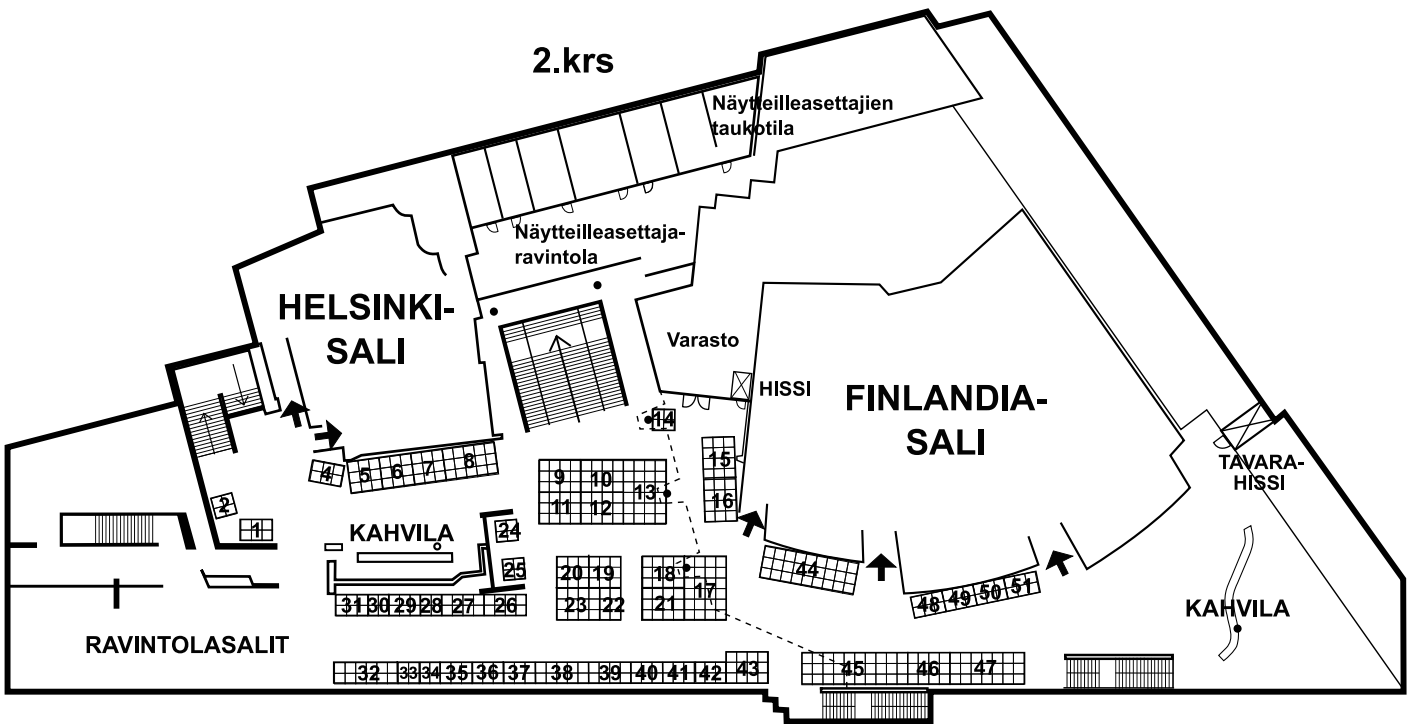 2.krs
Näytteilleasettajien
taukotila
Näytteilleasettaja-
ravintola
HELSINKI-
SALI
Varasto
HISSI
FINLANDIA-
SALI
TAVARA-
HISSI
14
15
16
4
5 6 7 8
9 10
13
11 12
2
1
KAHVILA
24
25
20 19
23 22
18
17
21
44
48 49 50 51
KAHVILA
31 30 29 28 27 26
RAVINTOLASALIT
32 33 34 35 36 37 38 39 40 41 42 43
45 46 47